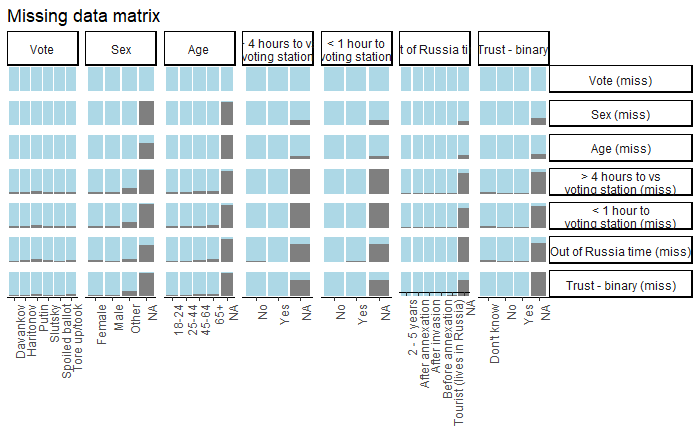 Missing data matrix
Vote
Sex
Age
4 hours to v
voting station
< 1 hour to
voting station
t of Russia ti
Trust - binary
Vote (miss)
Sex (miss)
Age (miss)
> 4 hours to vs
voting station (miss)
< 1 hour to
voting station (miss)
Out of Russia time (miss)
Trust - binary (miss)
Davankov
Haritonov
Putin
Slutsky
Spoiled ballot
Tore up/took
Female
Male
Other
NA
18-24
25-44
45-64
65+
NA
No
Yes
NA
No
Yes
NA
2 - 5 years
After annexation
After invasion
Before annexation
Tourist (lives in Russia)
NA
Don't know
No
Yes
NA